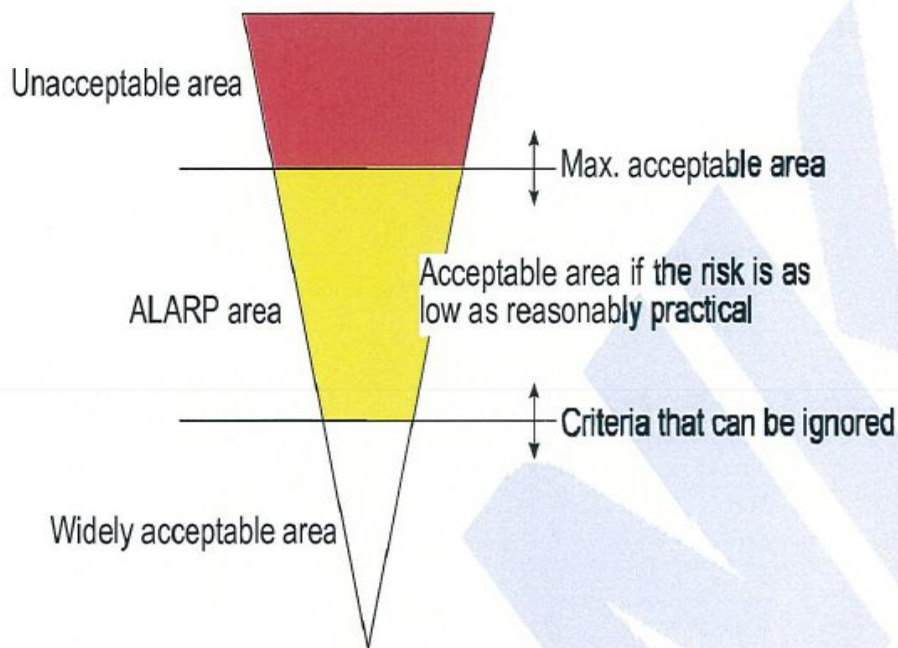 Unacceptable area
Max. acceptable area
Acceptable area if the risk is as
low as reasonably practical
ALARP area
Criteria that can be ignored
Widely acceptable area